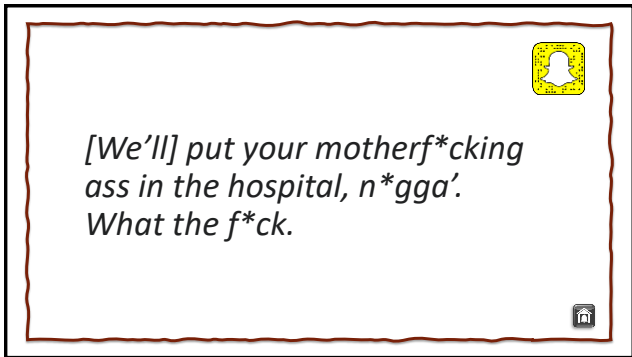 [We’ll] put your motherf*cking
ass in the hospital, n*gga’.
What the f*ck.